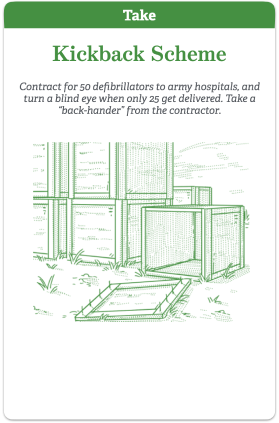 Take
Kickback Scheme
Contract for 50 defibrillators to army hospitals, and
turn a blind eye when only 25 get delivered. Take a
“back-hander” from the contractor.